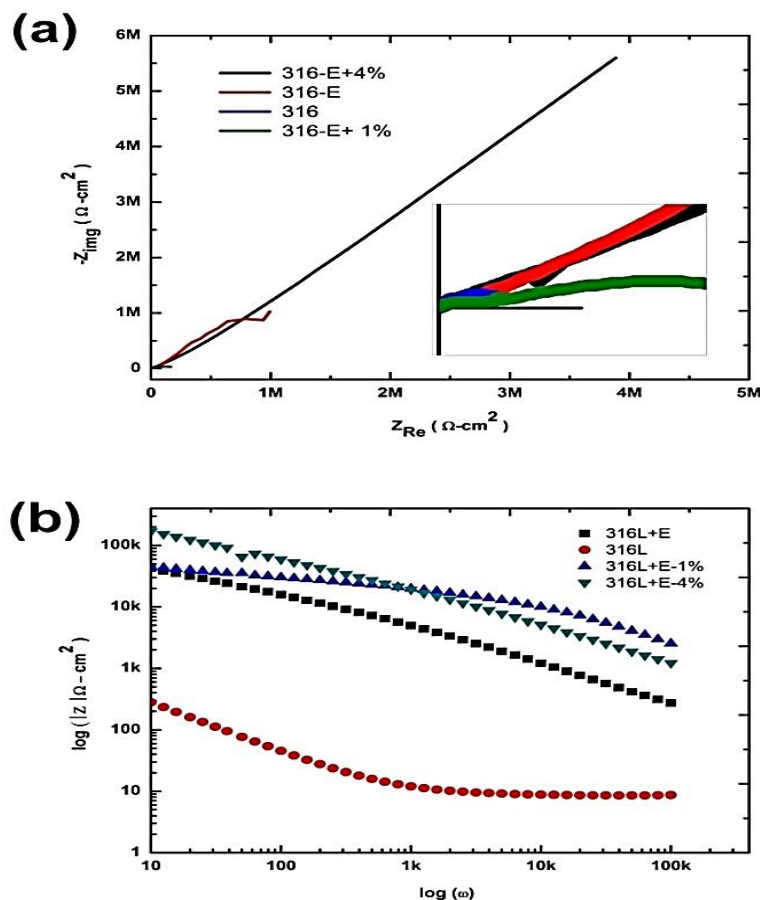 (a)
6M
5M
4M
3M
2M
1M
0
-Z_img (Ω-cm²)
316-E+4%
316-E
316
316-E+ 1%
0
1M
2M
3M
4M
5M
Z_Re (Ω-cm²)
(b)
100k
10k
1k
100
10
1
log (|Z|Ω-cm²)
316L+E
316L
316L+E-1%
316L+E-4%
10
100
1k
10k
100k
log (ω)